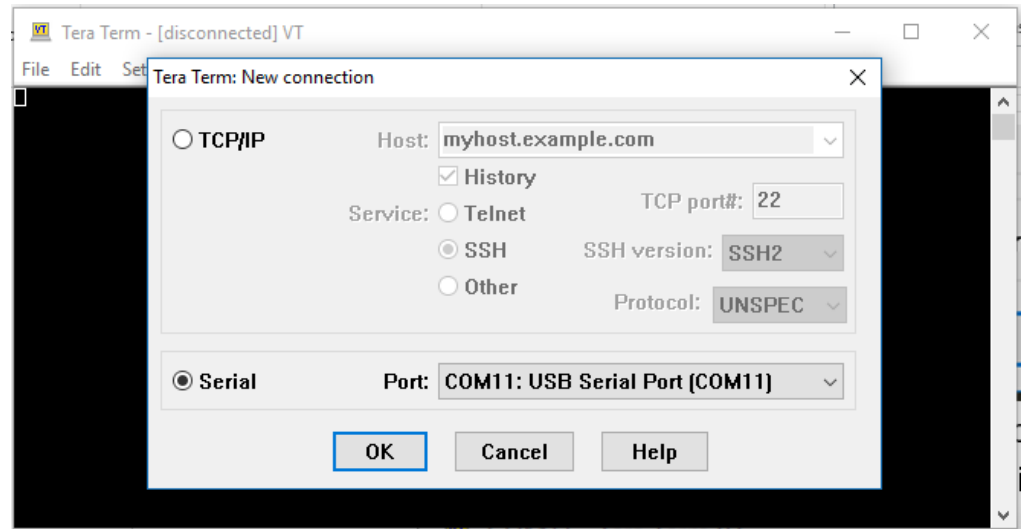 VT Tera Term - [disconnected] VT
File Edit Set
Tera Term: New connection
TCP/IP Host: myhost.example.com
History
Service: Telnet TCP port#: 22
SSH SSH version: SSH2
Other Protocol: UNSPEC
Serial Port: COM11: USB Serial Port (COM11)
OK Cancel Help